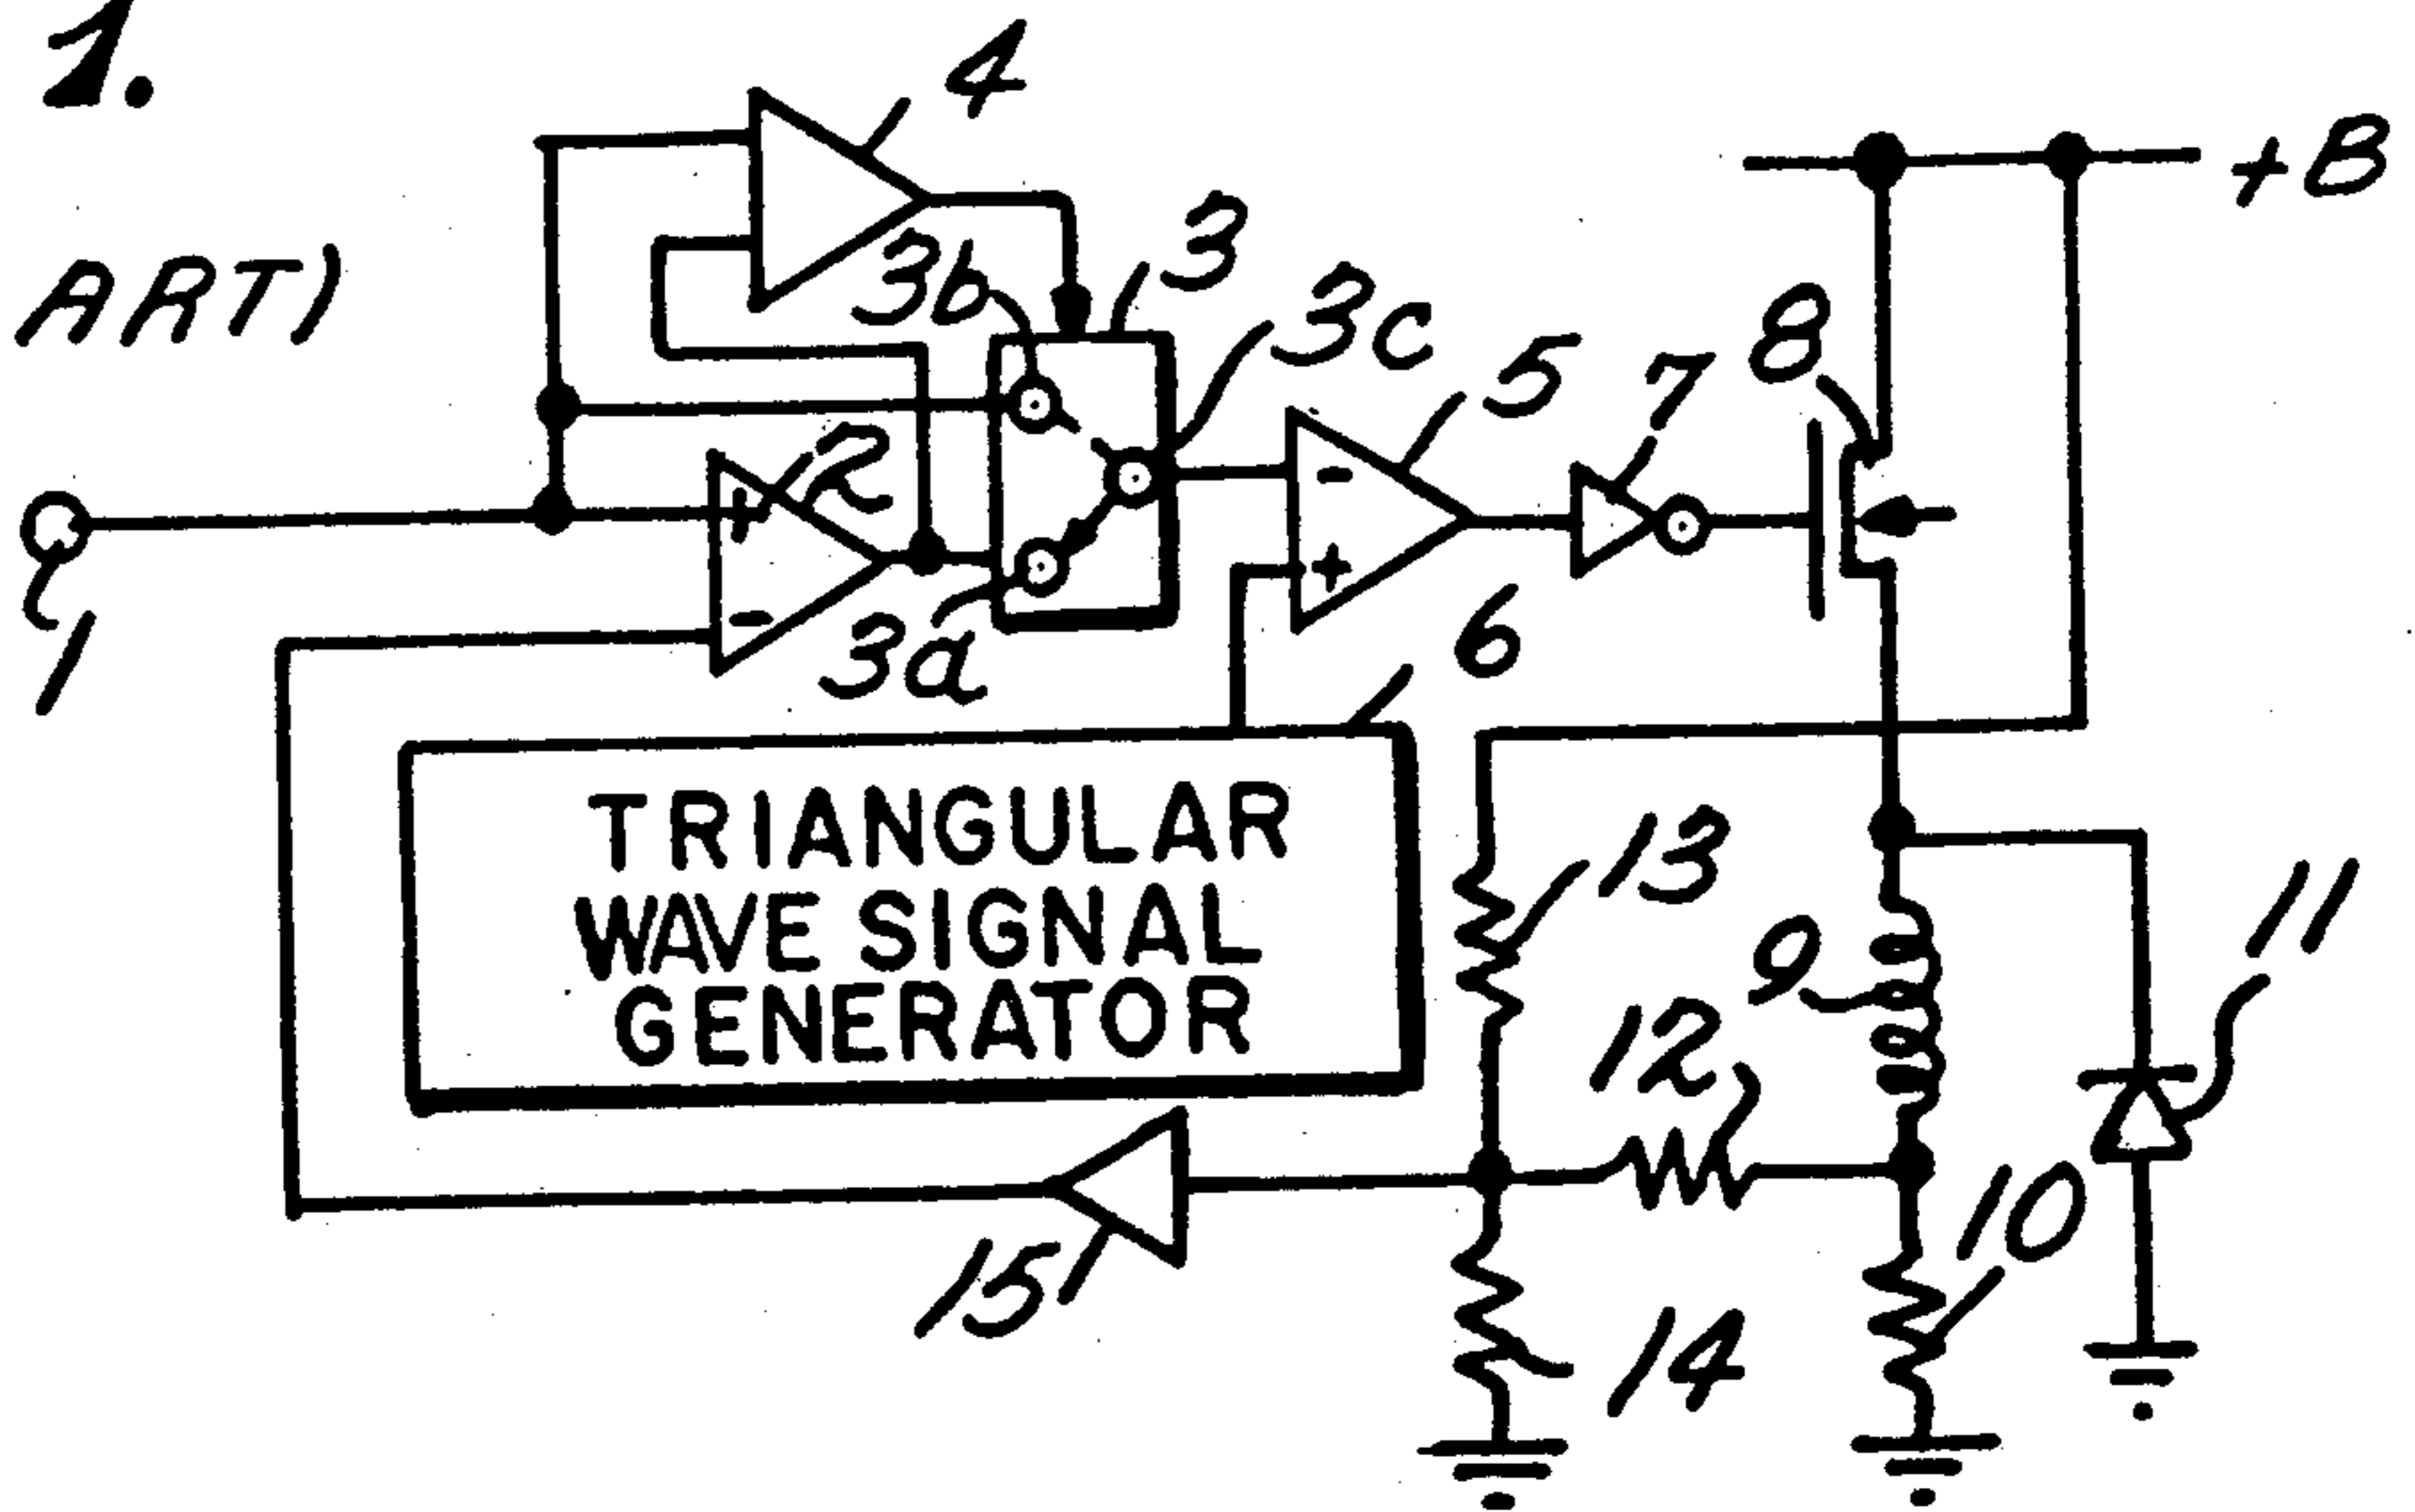 1.
ART)
4
3b
3
3c
5
7
8
+B
2
+
-
-
+
1
3a
6
TRIANGULAR
WAVE SIGNAL
GENERATOR
13
9
11
12
10
15
14